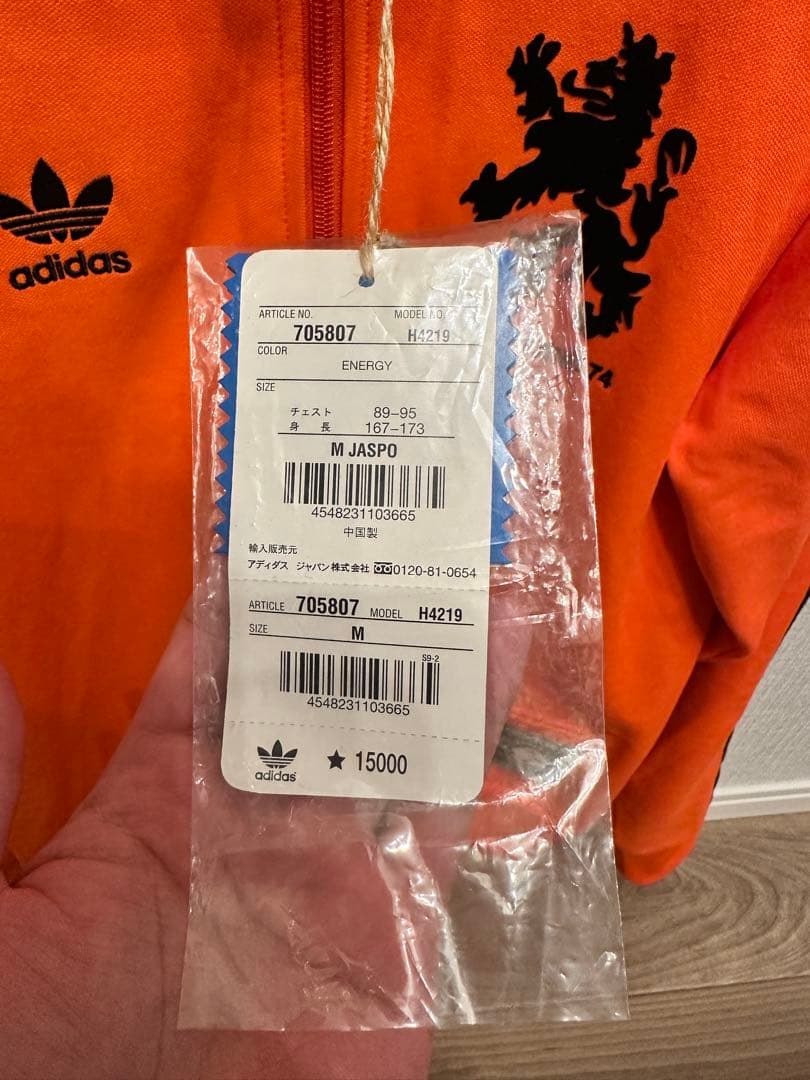 adidas
74
ARTICLE NO. MODEL NO.
705807 H4219
COLOR
ENERGY
SIZE
チェスト 89-95
身長 167-173
M JASPO
4548231103665
中国製
輸入販売元
アディダス ジャパン株式会社 0120-81-0654
ARTICLE 705807 MODEL H4219
SIZE M
S9-2
4548231103665
adidas ★ 15000